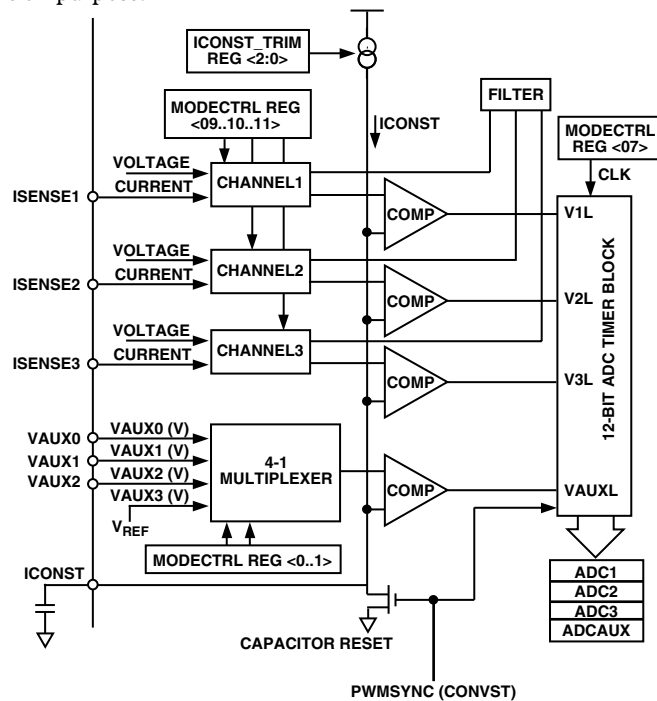 ICONST_TRIM
REG <2:0>
MODECTRL REG
<09..10..11>
ICONST
FILTER
MODECTRL
REG <07>
CLK
VOLTAGE
CURRENT
ISENSE1
CHANNEL1
COMP
V1L
VOLTAGE
CURRENT
ISENSE2
CHANNEL2
COMP
V2L
VOLTAGE
CURRENT
ISENSE3
CHANNEL3
COMP
V3L
12-BIT ADC TIMER BLOCK
VAUX0
VAUX0 (V)
VAUX1
VAUX1 (V)
VAUX2
VAUX2 (V)
VAUX3 (V)
VREF
4-1
MULTIPLEXER
COMP
VAUXL
MODECTRL REG <0..1>
ICONST
CAPACITOR RESET
PWMSYNC (CONVST)
ADC1
ADC2
ADC3
ADCAUX